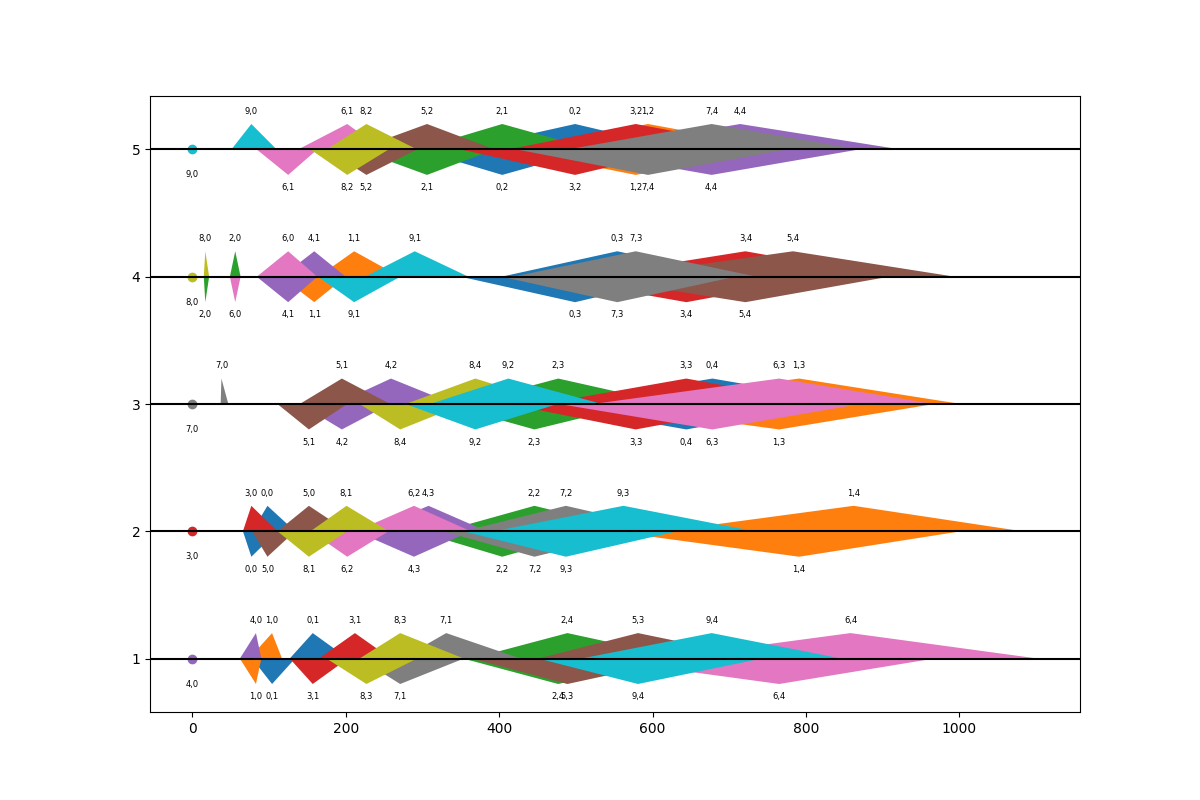 9,0 6,1 8,2 5,2 2,1 0,2 3,2 1,2 7,4 4,4
5
9,0 6,1 8,2 5,2 2,1 0,2 3,2 1,2 7,4 4,4
8,0 2,0 6,0 4,1 1,1 9,1 0,3 7,3 3,4 5,4
4
8,0 2,0 6,0 4,1 1,1 9,1 0,3 7,3 3,4 5,4
7,0 5,1 4,2 8,4 9,2 2,3 3,3 0,4 6,3 1,3
3
7,0 5,1 4,2 8,4 9,2 2,3 3,3 0,4 6,3 1,3
3,0 0,0 5,0 8,1 6,2 4,3 2,2 7,2 9,3 1,4
2
3,0 0,0 5,0 8,1 6,2 4,3 2,2 7,2 9,3 1,4
4,0 1,0 0,1 3,1 8,3 7,1 2,4 5,3 9,4 6,4
1
4,0 1,0 0,1 3,1 8,3 7,1 2,4 5,3 9,4 6,4
0 200 400 600 800 1000